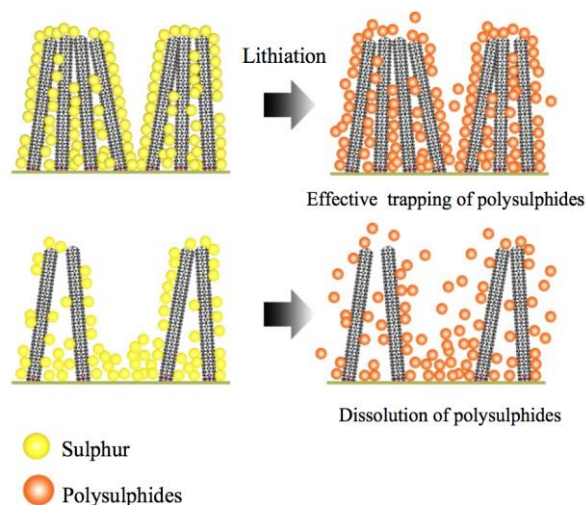 Lithiation
Effective trapping of polysulphides
Dissolution of polysulphides
Sulphur
Polysulphides